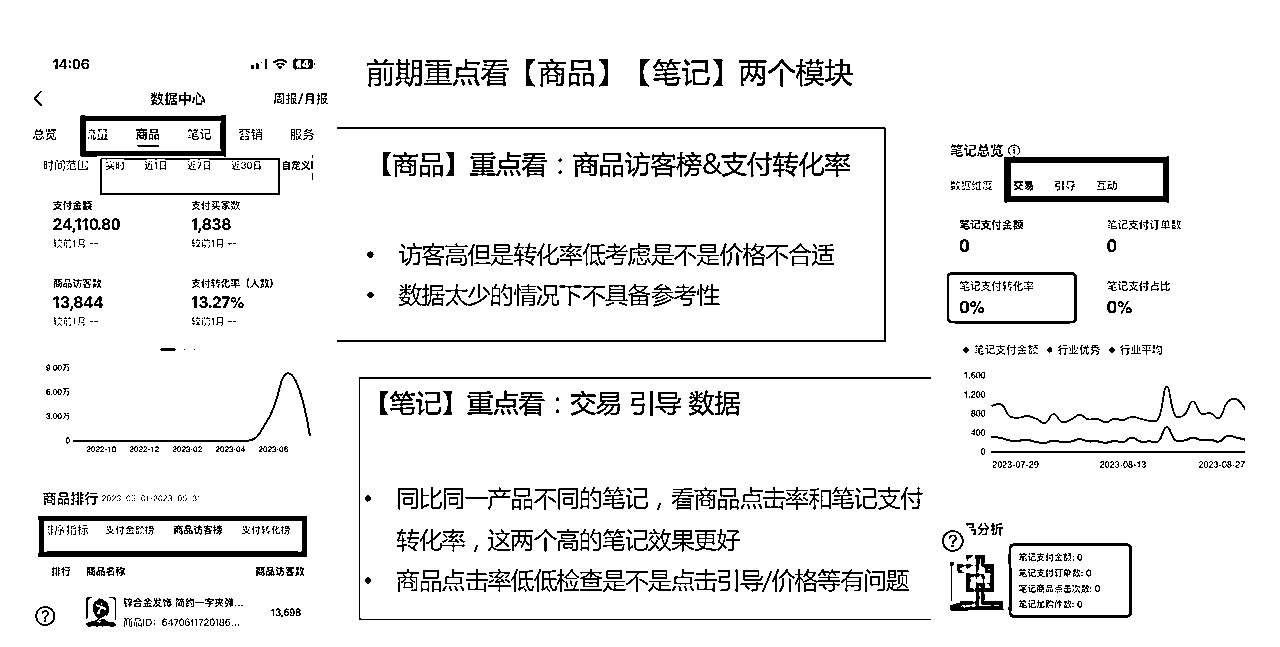 14:06
44
前期重点看【商品】【笔记】两个模块
数据中心
周报/月报
总览 流量 商品 笔记 营销 服务
时间范围 实时 近1日 近7日 近30日 自定义
支付金额 支付买家数
24,110.80 1,838
较前1月 -- 较前1月 --
商品访客数 支付转化率（人数）
13,844 13.27%
较前1月 -- 较前1月 --
9.00万
6.00万
3.00万
0
2022-10 2022-12 2023-02 2023-04 2023-06
商品排行
排序指标 支付金额榜 商品访客榜 支付转化榜
排行 商品名称 商品访客数
锌合金发饰 简约一字夹弹...
13,698
商品ID：6470611720186...
【商品】重点看：商品访客榜&支付转化率
• 访客高但是转化率低考虑是不是价格不合适
• 数据太少的情况下不具备参考性
【笔记】重点看：交易 引导 数据
• 同比同一产品不同的笔记，看商品点击率和笔记支付
转化率，这两个高的笔记效果更好
• 商品点击率低低检查是不是点击引导/价格等有问题
笔记总览
数据维度 交易 引导 互动
笔记支付金额 笔记支付订单数
0 0
笔记支付转化率 笔记支付占比
0% 0%
笔记支付金额 行业优秀 行业平均
1,600
1,200
800
400
0
2023-07-29 2023-08-13 2023-08-27
分析
笔记支付金额: 0
笔记支付订单数: 0
笔记商品点击次数: 0
笔记加购件数: 0